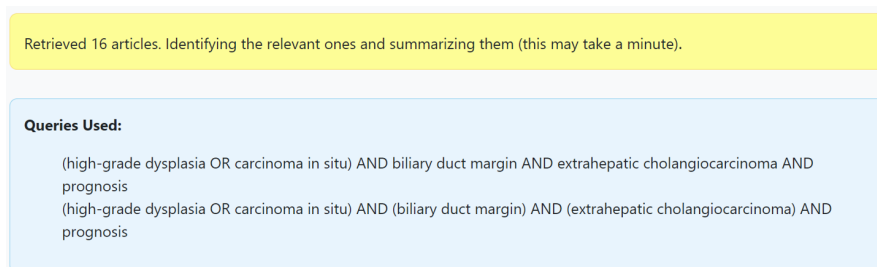 Retrieved 16 articles. Identifying the relevant ones and summarizing them (this may take a minute).
Queries Used:
(high-grade dysplasia OR carcinoma in situ) AND biliary duct margin AND extrahepatic cholangiocarcinoma AND
prognosis
(high-grade dysplasia OR carcinoma in situ) AND (biliary duct margin) AND (extrahepatic cholangiocarcinoma) AND
prognosis